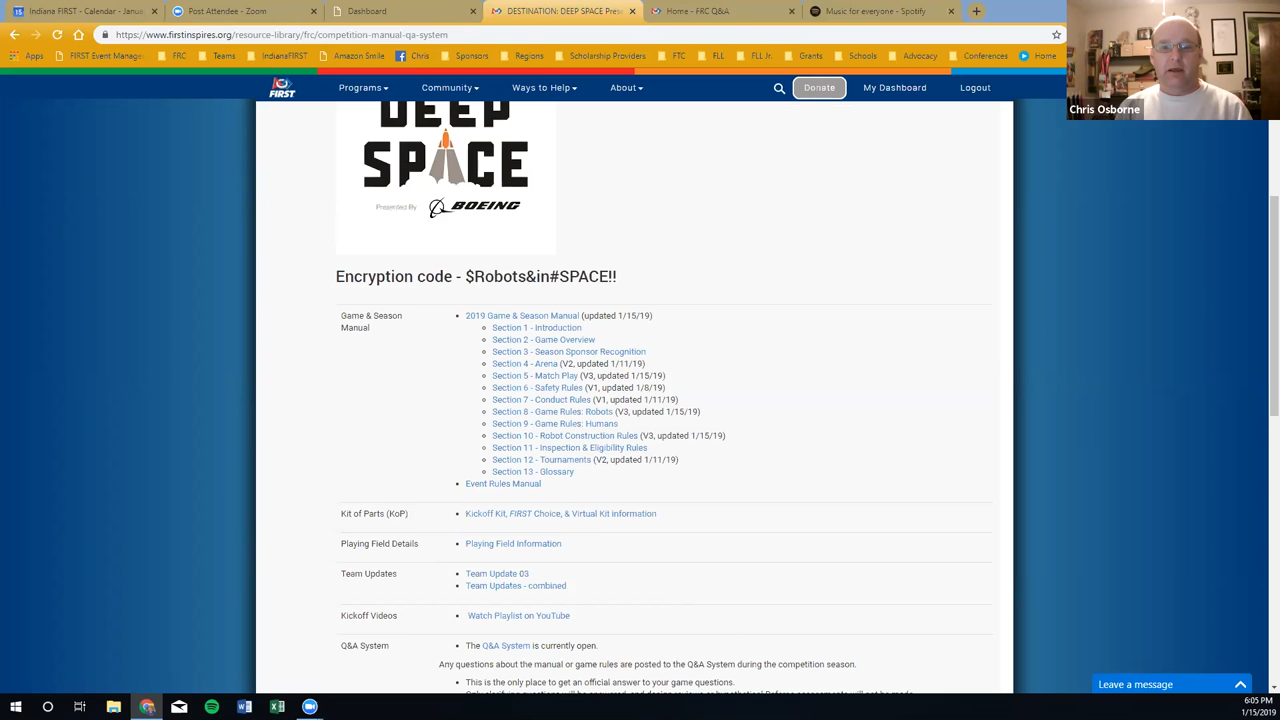 Indiana FIRST - Calendar - Janua
Post Attendee - Zoom
Dashboard
DESTINATION: DEEP SPACE Prese
Home - FRC Q&A
Music for everyone - Spotify
https://www.firstinspires.org/resource-library/frc/competition-manual-qa-system
Apps FIRST Event Manage FRC Teams IndianaFIRST Amazon Smile Chris Sponsors Regions Scholarship Providers FTC FLL FLL Jr. Grants Schools Advocacy Conferences Home
FIRST Programs Community Ways to Help About Donate My Dashboard Logout
Chris Osborne
DEEP
SPACE
Presented By BOEING
Encryption code - $Robots&in#SPACE!!
Game & Season
Manual
• 2019 Game & Season Manual (updated 1/15/19)
Section 1 - Introduction
Section 2 - Game Overview
Section 3 - Season Sponsor Recognition
Section 4 - Arena (V2, updated 1/11/19)
Section 5 - Match Play (V3, updated 1/15/19)
Section 6 - Safety Rules (V1, updated 1/8/19)
Section 7 - Conduct Rules (V1, updated 1/11/19)
Section 8 - Game Rules: Robots (V3, updated 1/15/19)
Section 9 - Game Rules: Humans
Section 10 - Robot Construction Rules (V3, updated 1/15/19)
Section 11 - Inspection & Eligibility Rules
Section 12 - Tournaments (V2, updated 1/11/19)
Section 13 - Glossary
• Event Rules Manual
Kit of Parts (KoP)
• Kickoff Kit, FIRST Choice, & Virtual Kit information
Playing Field Details
• Playing Field Information
Team Updates
• Team Update 03
• Team Updates - combined
Kickoff Videos
• Watch Playlist on YouTube
Q&A System
• The Q&A System is currently open.
Any questions about the manual or game rules are posted to the Q&A System during the competition season.
• This is the only place to get an official answer to your game questions.
Leave a message
6:05 PM
1/15/2019